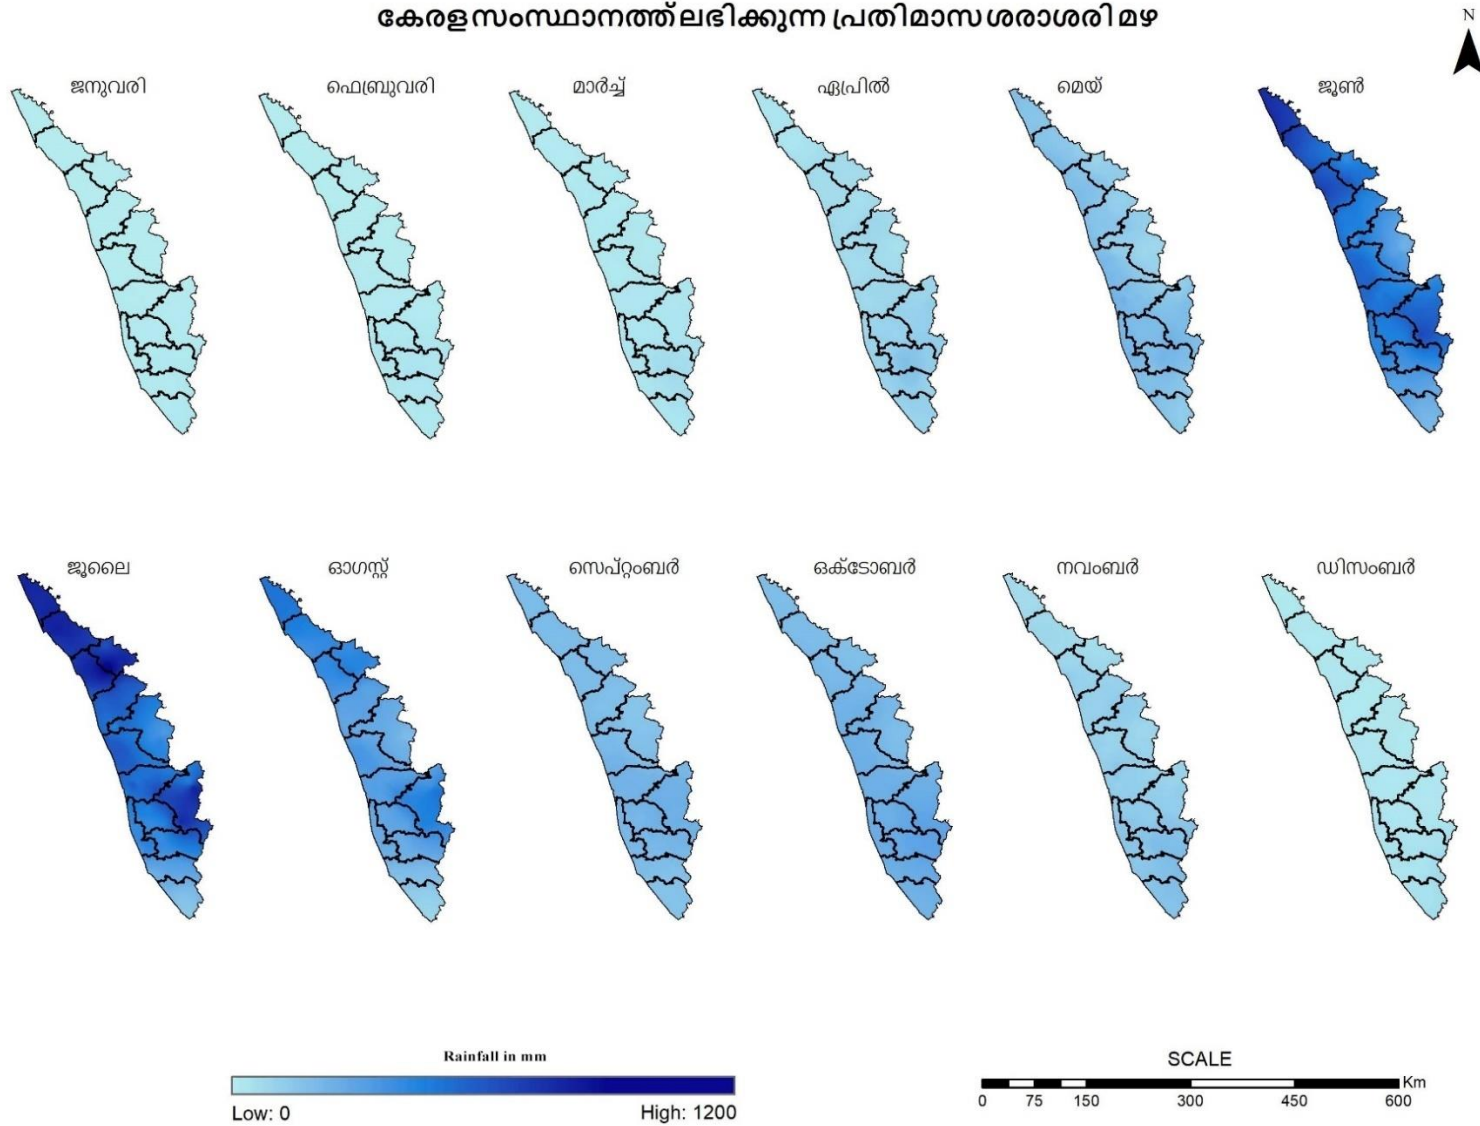 കേരള സംസ്ഥാനത്ത് ലഭിക്കുന്ന പ്രതിമാസ ശരാശരി മഴ
N
ജനുവരി
ഫെബ്രുവരി
മാർച്ച്
ഏപ്രിൽ
മെയ്
ജൂൺ
ജൂലൈ
ഓഗസ്റ്റ്
സെപ്റ്റംബർ
ഒക്ടോബർ
നവംബർ
ഡിസംബർ
Rainfall in mm
Low: 0
High: 1200
SCALE
Km
0 75 150 300 450 600